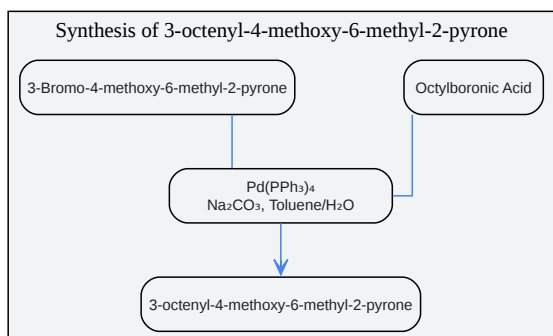 Synthesis of 3-octenyl-4-methoxy-6-methyl-2-pyrone
3-Bromo-4-methoxy-6-methyl-2-pyrone
Octylboronic Acid
Pd(PPh₃)₄
Na₂CO₃, Toluene/H₂O
3-octenyl-4-methoxy-6-methyl-2-pyrone